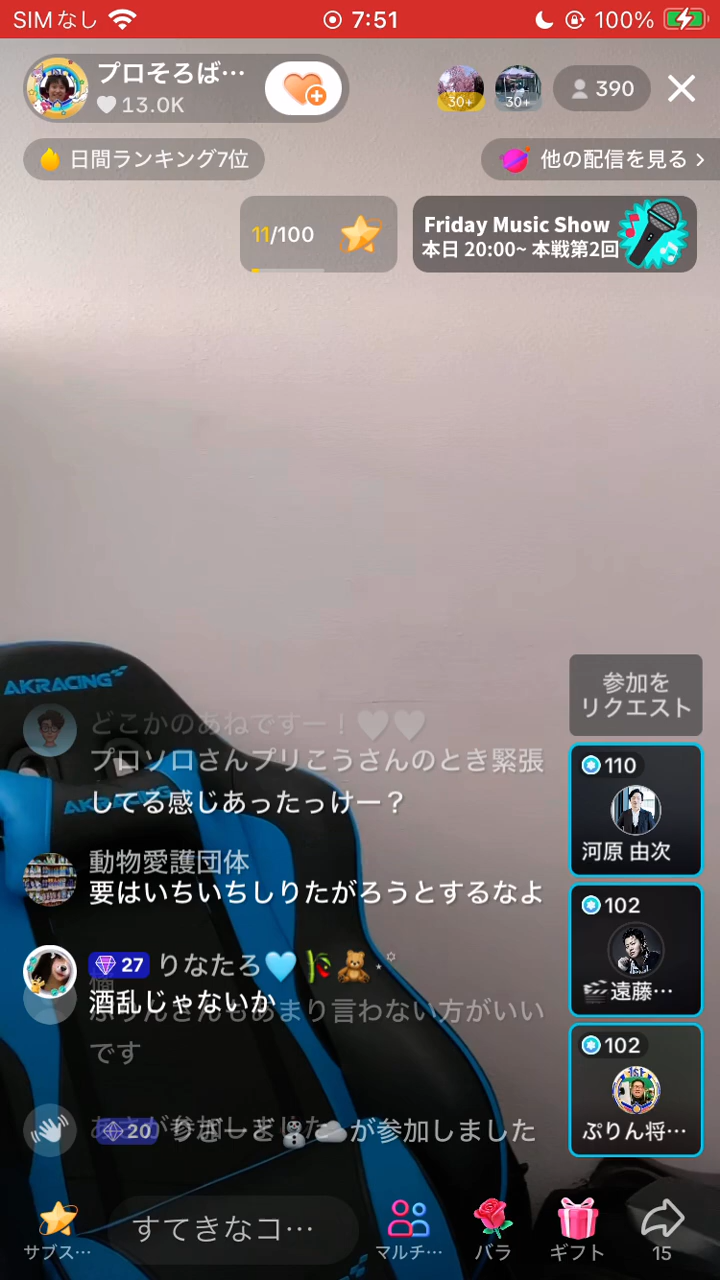 SIMなし 7:51 100%
プロそろば…
13.0K
30+ 30+ 390
日間ランキング7位
他の配信を見る
11/100
Friday Music Show
本日 20:00~ 本戦第2回
AKRACING
参加を
リクエスト
どこかのあねですー！🤍🤍
プロソロさんプリこうさんのとき緊張
してる感じあったっけー？
110
河原 由次
動物愛護団体
要はいちいちしりたがろうとするなよ
102
遠藤…
27 りなたろ🩵
酒乱じゃないか
ぷりんさんもあまり言わない方がいい
です
102
ぷりん将…
20
が参加しました
サブス…
すてきなコ…
マルチ…
バラ
ギフト
15